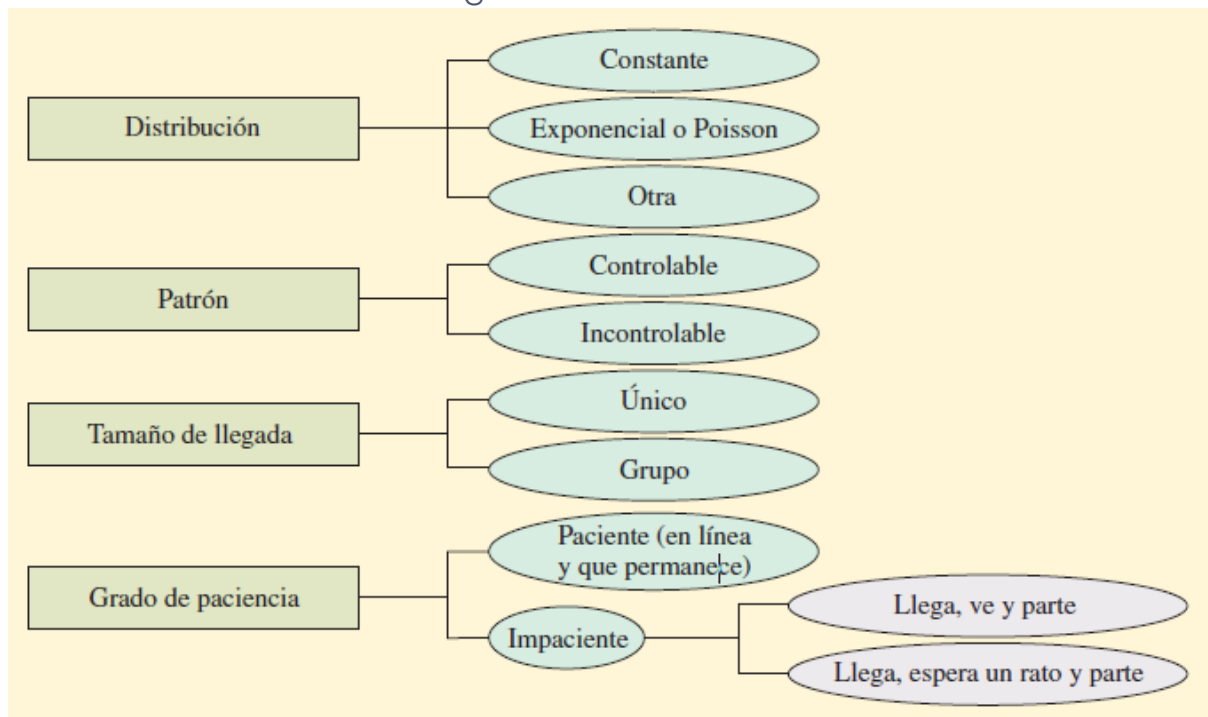 Distribución
Constante
Exponencial o Poisson
Otra
Patrón
Controlable
Incontrolable
Tamaño de llegada
Único
Grupo
Grado de paciencia
Paciente (en línea
y que permanece)
Impaciente
Llega, ve y parte
Llega, espera un rato y parte